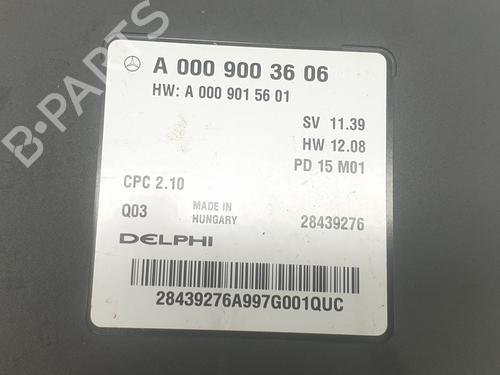 B-PARTS
A 000 900 36 06
HW: A 000 901 56 01
SV 11.39
HW 12.08
PD 15 M01
CPC 2.10
Q03 MADE IN HUNGARY 28439276
DELPHI
28439276A997G001QUC